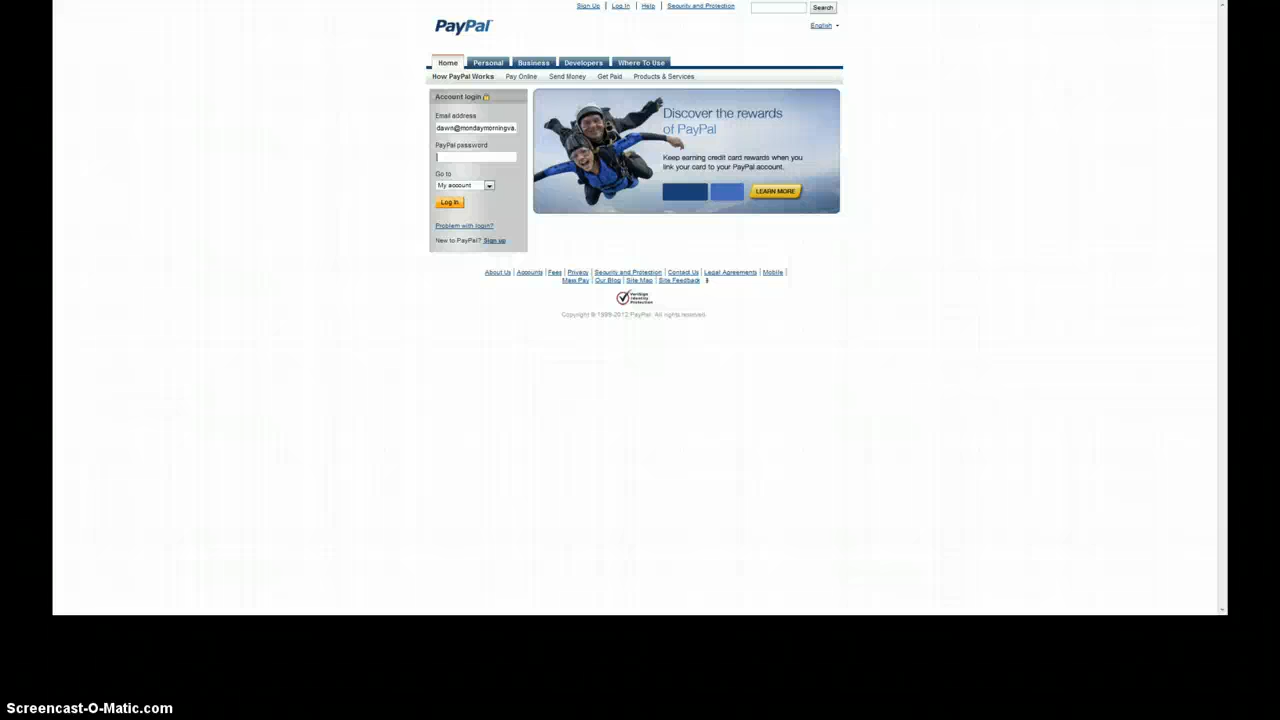 Sign Up Log In Help Security and Protection Search
PayPal
English
Home Personal Business Developers Where To Use
How PayPal Works Pay Online Send Money Get Paid Products & Services
Account login
Email address
dawn@mondaymorningva.
PayPal password
Go to
My account
Log In
Problem with login?
New to PayPal? Sign up
Discover the rewards
of PayPal
Keep earning credit card rewards when you
link your card to your PayPal account.
LEARN MORE
About Us Accounts Fees Privacy Security and Protection Contact Us Legal Agreements Mobile
Mass Pay Our Blog Site Map Site Feedback
VeriSign
Identity
Protection
Copyright © 1999-2012 PayPal. All rights reserved.
Screencast-O-Matic.com